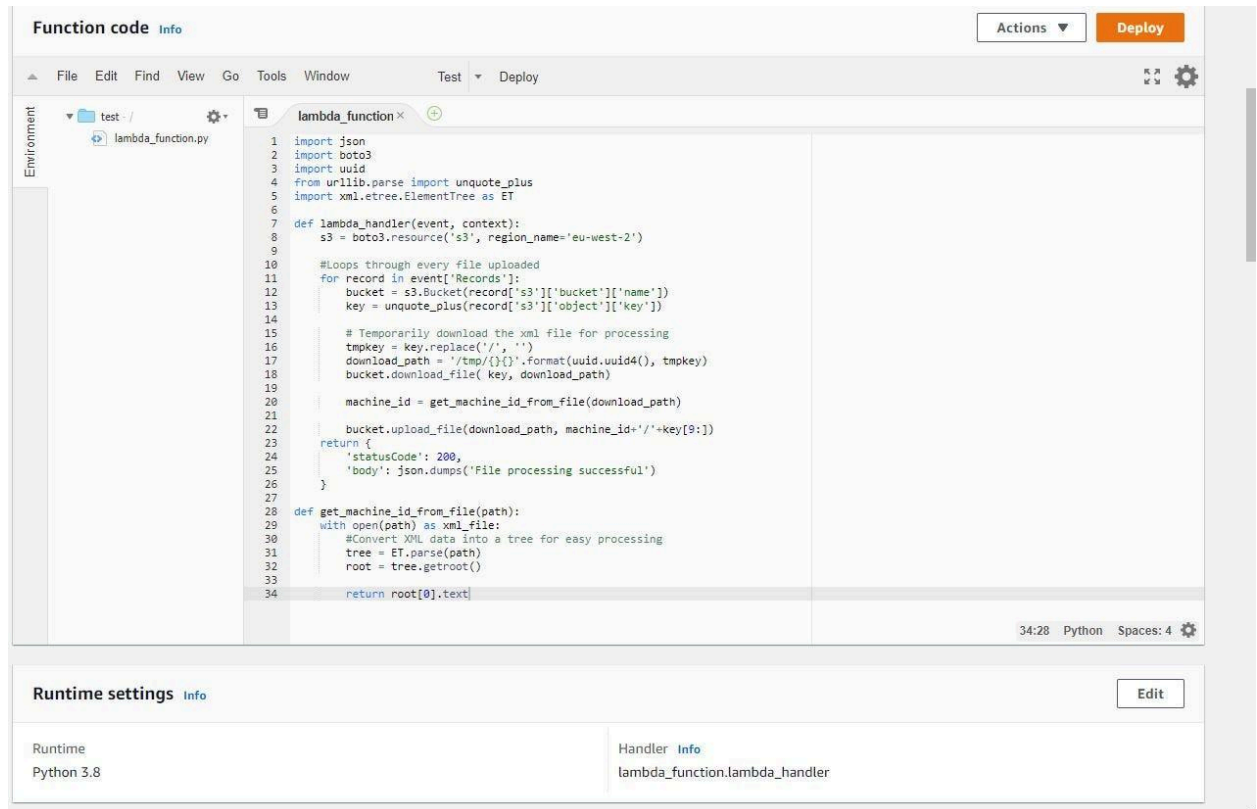 Function code Info
Actions ▼ Deploy
File Edit Find View Go Tools Window Test Deploy
Environment
test - /
lambda_function.py
lambda_function ×
1 import json
2 import boto3
3 import uuid
4 from urllib.parse import unquote_plus
5 import xml.etree.ElementTree as ET
6
7 def lambda_handler(event, context):
8     s3 = boto3.resource('s3', region_name='eu-west-2')
9
10     #Loops through every file uploaded
11     for record in event['Records']:
12         bucket = s3.Bucket(record['s3']['bucket']['name'])
13         key = unquote_plus(record['s3']['object']['key'])
14
15         # Temporarily download the xml file for processing
16         tmpkey = key.replace('/', '')
17         download_path = '/tmp/{}{}'.format(uuid.uuid4(), tmpkey)
18         bucket.download_file( key, download_path)
19
20         machine_id = get_machine_id_from_file(download_path)
21
22         bucket.upload_file(download_path, machine_id+'/'+key[9:])
23     return {
24         'statusCode': 200,
25         'body': json.dumps('File processing successful')
26     }
27
28 def get_machine_id_from_file(path):
29     with open(path) as xml_file:
30         #Convert XML data into a tree for easy processing
31         tree = ET.parse(path)
32         root = tree.getroot()
33
34         return root[0].text
34:28 Python Spaces: 4
Runtime settings Info
Edit
Runtime
Python 3.8
Handler Info
lambda_function.lambda_handler